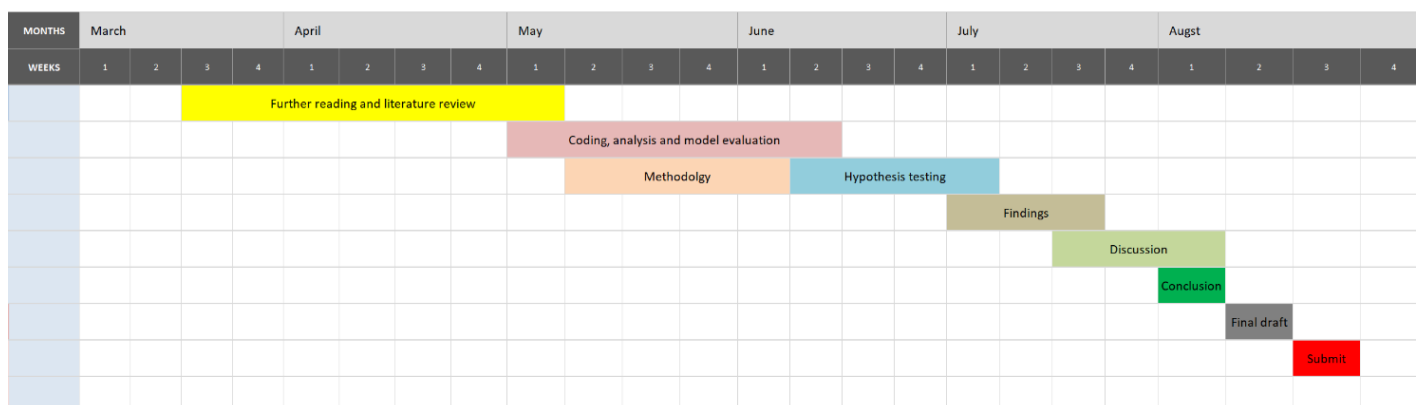 MONTHS March April May June July Augst
WEEKS 1 2 3 4 1 2 3 4 1 2 3 4 1 2 3 4 1 2 3 4 1 2 3 4
Further reading and literature review
Coding, analysis and model evaluation
Methodolgy Hypothesis testing
Findings
Discussion
Conclusion
Final draft
Submit